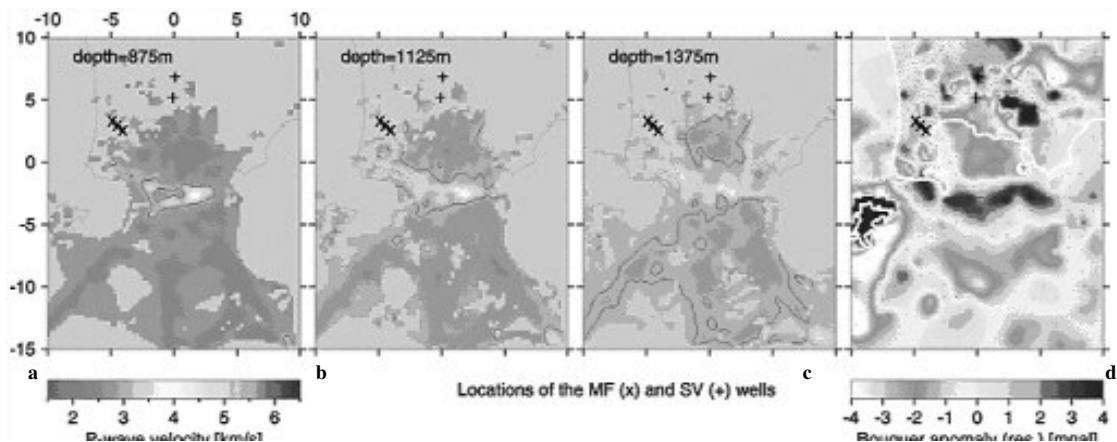 -10 -5 0 5 10
10 5 0 -5 -10 -15
depth=875m
depth=1125m
depth=1375m
a b c d
2 3 4 5 6
P-wave velocity [km/s]
Locations of the MF (x) and SV (+) wells
-4 -3 -2 -1 0 1 2 3 4
Bouguer anomaly (res.) [mgal]